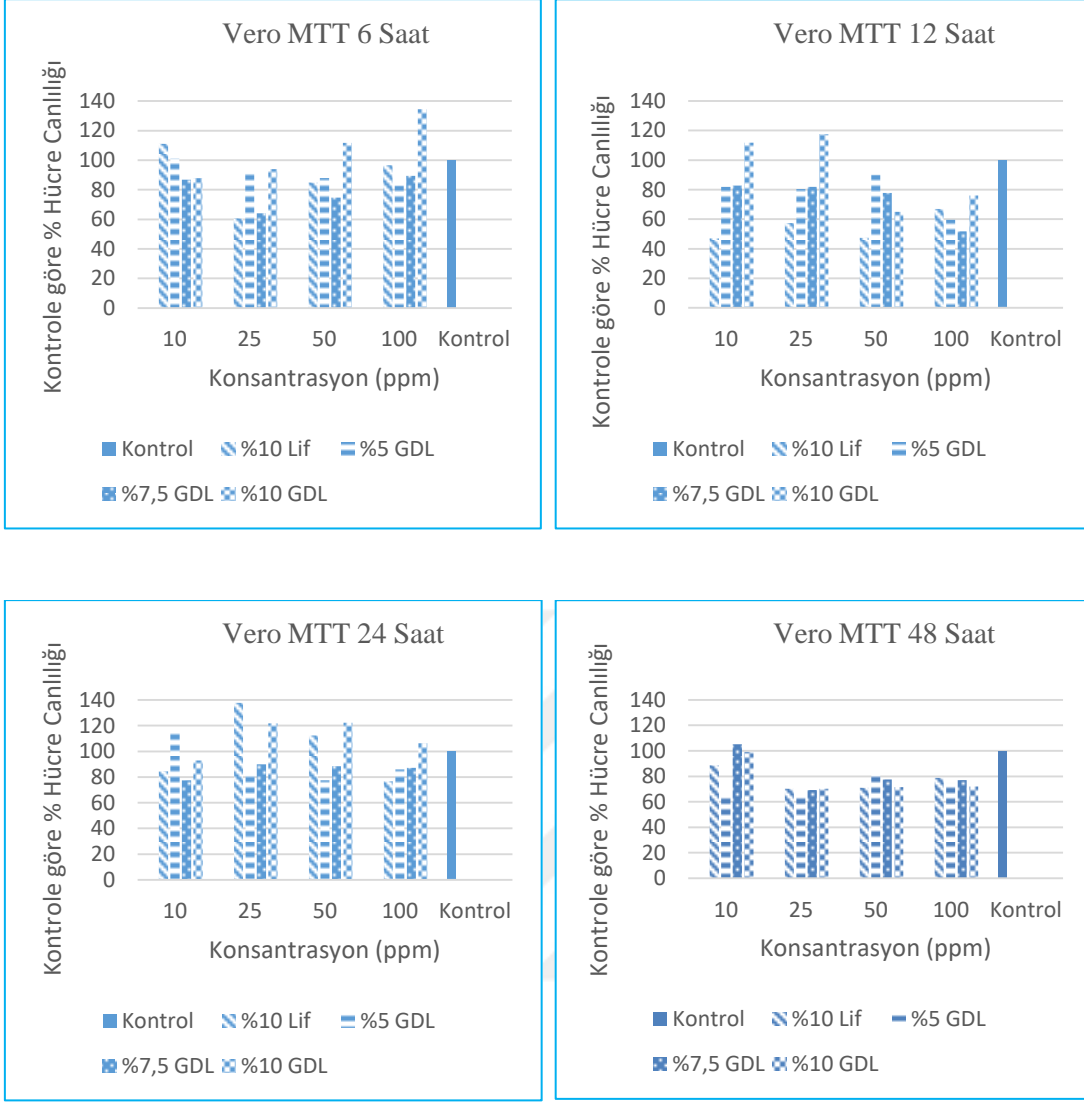 Vero MTT 6 Saat
Kontrole göre % Hücre Canlılığı
140
120
100
80
60
40
20
0
10 25 50 100 Kontrol
Konsantrasyon (ppm)
Kontrol %10 Lif %5 GDL
%7,5 GDL %10 GDL
Vero MTT 12 Saat
Kontrole göre % Hücre Canlılığı
140
120
100
80
60
40
20
0
10 25 50 100 Kontrol
Konsantrasyon (ppm)
Kontrol %10 Lif %5 GDL
%7,5 GDL %10 GDL
Vero MTT 24 Saat
Kontrole göre % Hücre Canlılığı
140
120
100
80
60
40
20
0
10 25 50 100 Kontrol
Konsantrasyon (ppm)
Kontrol %10 Lif %5 GDL
%7,5 GDL %10 GDL
Vero MTT 48 Saat
Kontrole göre % Hücre Canlılığı
140
120
100
80
60
40
20
0
10 25 50 100 Kontrol
Konsantrasyon (ppm)
Kontrol %10 Lif %5 GDL
%7,5 GDL %10 GDL